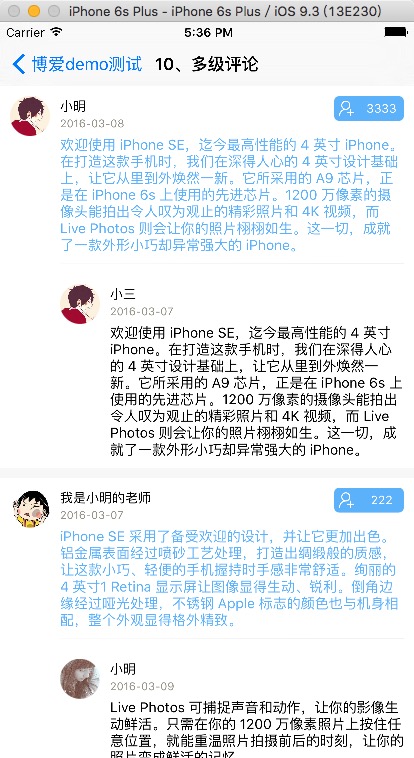 iPhone 6s Plus - iPhone 6s Plus / iOS 9.3 (13E230)
Carrier 5:36 PM
博爱demo测试 10、多级评论
小明
3333
2016-03-08
欢迎使用 iPhone SE，迄今最高性能的 4 英寸 iPhone。
在打造这款手机时，我们在深得人心的 4 英寸设计基础
上，让它从里到外焕然一新。它所采用的 A9 芯片，正
是在 iPhone 6s 上使用的先进芯片。1200 万像素的摄
像头能拍出令人叹为观止的精彩照片和 4K 视频，而
Live Photos 则会让你的照片栩栩如生。这一切，成就
了一款外形小巧却异常强大的 iPhone。
小三
2016-03-07
欢迎使用 iPhone SE，迄今最高性能的 4 英寸
iPhone。在打造这款手机时，我们在深得人心
的 4 英寸设计基础上，让它从里到外焕然一
新。它所采用的 A9 芯片，正是在 iPhone 6s 上
使用的先进芯片。1200 万像素的摄像头能拍出
令人叹为观止的精彩照片和 4K 视频，而 Live
Photos 则会让你的照片栩栩如生。这一切，成
就了一款外形小巧却异常强大的 iPhone。
我是小明的老师
222
2016-03-07
iPhone SE 采用了备受欢迎的设计，并让它更加出色。
铝金属表面经过喷砂工艺处理，打造出绸缎般的质感，
让这款小巧、轻便的手机握持时手感非常舒适。绚丽的
4 英寸1 Retina 显示屏让图像显得生动、锐利。倒角边
缘经过哑光处理，不锈钢 Apple 标志的颜色也与机身相
配，整个外观显得格外精致。
小明
2016-03-09
Live Photos 可捕捉声音和动作，让你的影像生
动鲜活。只需在你的 1200 万像素照片上按住任
意位置，就能重温照片拍摄前后的时刻，让你的
照片变成鲜活的记忆